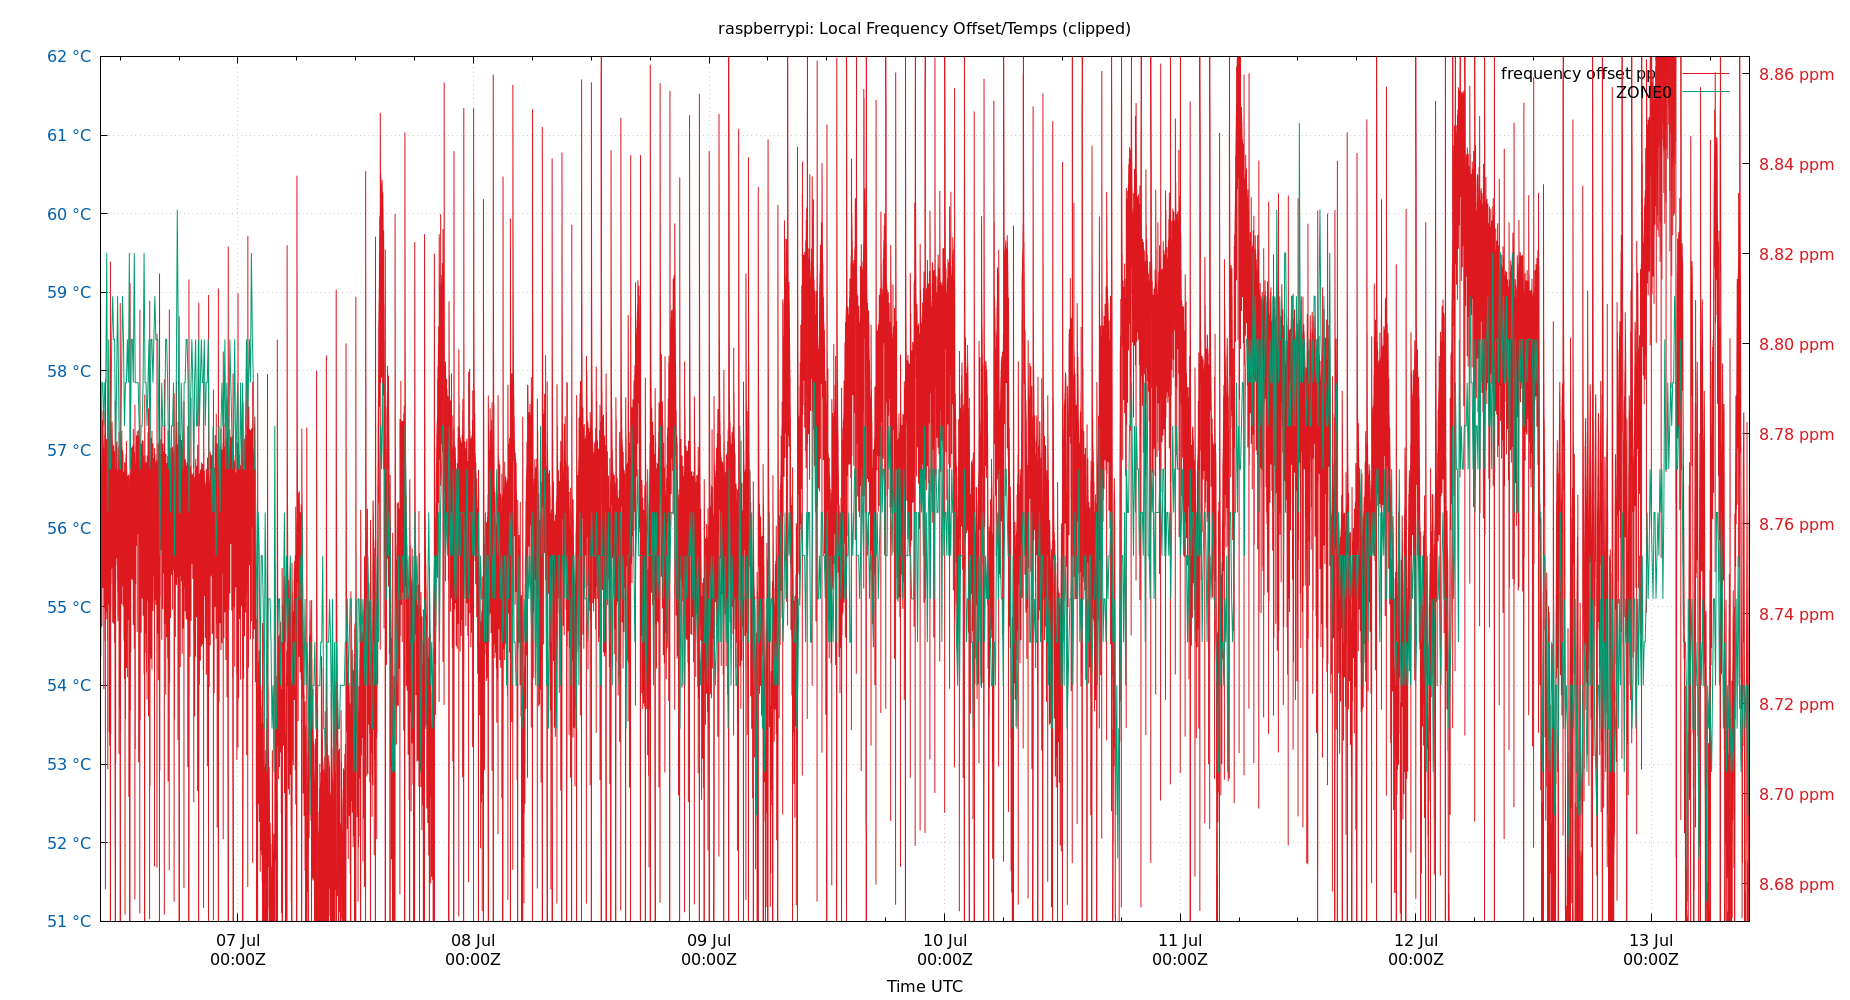 raspberrypi: Local Frequency Offset/Temps (clipped)
62 °C
61 °C
60 °C
59 °C
58 °C
57 °C
56 °C
55 °C
54 °C
53 °C
52 °C
51 °C
frequency offset pp
ZONE0
8.86 ppm
8.84 ppm
8.82 ppm
8.80 ppm
8.78 ppm
8.76 ppm
8.74 ppm
8.72 ppm
8.70 ppm
8.68 ppm
07 Jul
00:00Z
08 Jul
00:00Z
09 Jul
00:00Z
10 Jul
00:00Z
11 Jul
00:00Z
12 Jul
00:00Z
13 Jul
00:00Z
Time UTC